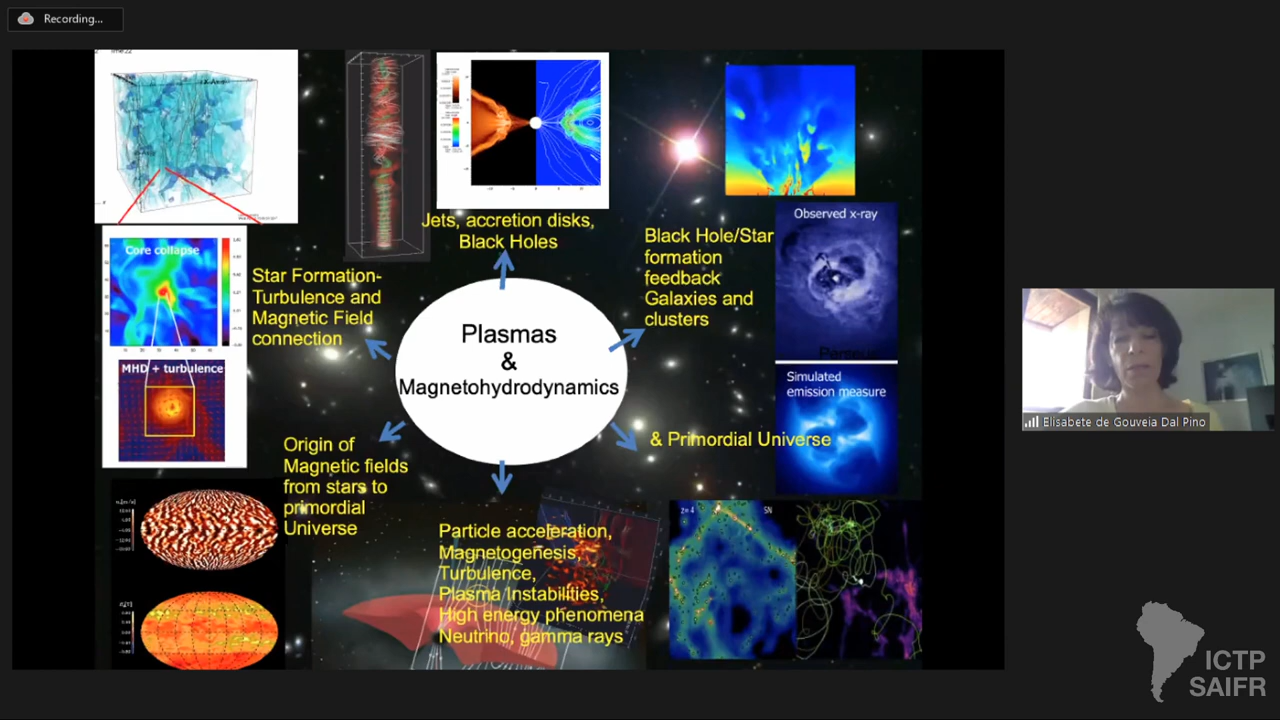 Recording...
Core collapse
MHD + turbulence
Star Formation-
Turbulence and
Magnetic Field
connection
Jets, accretion disks,
Black Holes
Black Hole/Star
formation
feedback
Galaxies and
clusters
Observed x-ray
Perseus
Simulated
emission measure
Plasmas
&
Magnetohydrodynamics
& Primordial Universe
Origin of
Magnetic fields
from stars to
primordial
Universe
Particle acceleration,
Magnetogenesis,
Turbulence,
Plasma Instabilities,
High energy phenomena
Neutrino, gamma rays
z=4
SN
Elisabete de Gouveia Dal Pino
ICTP
SAIFR